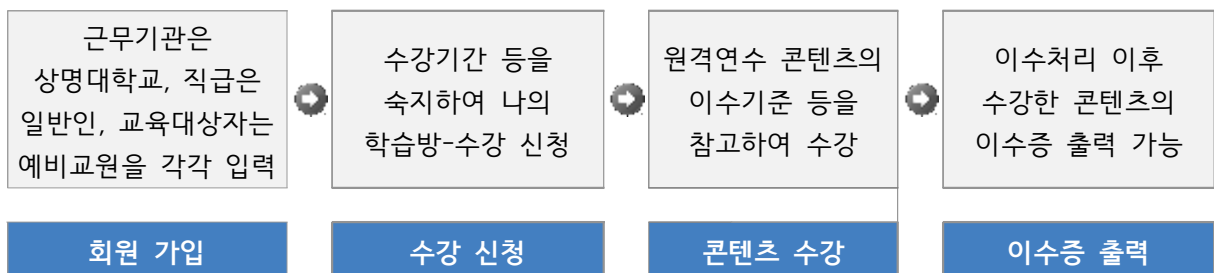 근무기관은
상명대학교, 직급은
일반인, 교육대상자는
예비교원을 각각 입력
수강기간 등을
숙지하여 나의
학습방-수강 신청
원격연수 콘텐츠의
이수기준 등을
참고하여 수강
이수처리 이후
수강한 콘텐츠의
이수증 출력 가능
회원 가입
수강 신청
콘텐츠 수강
이수증 출력